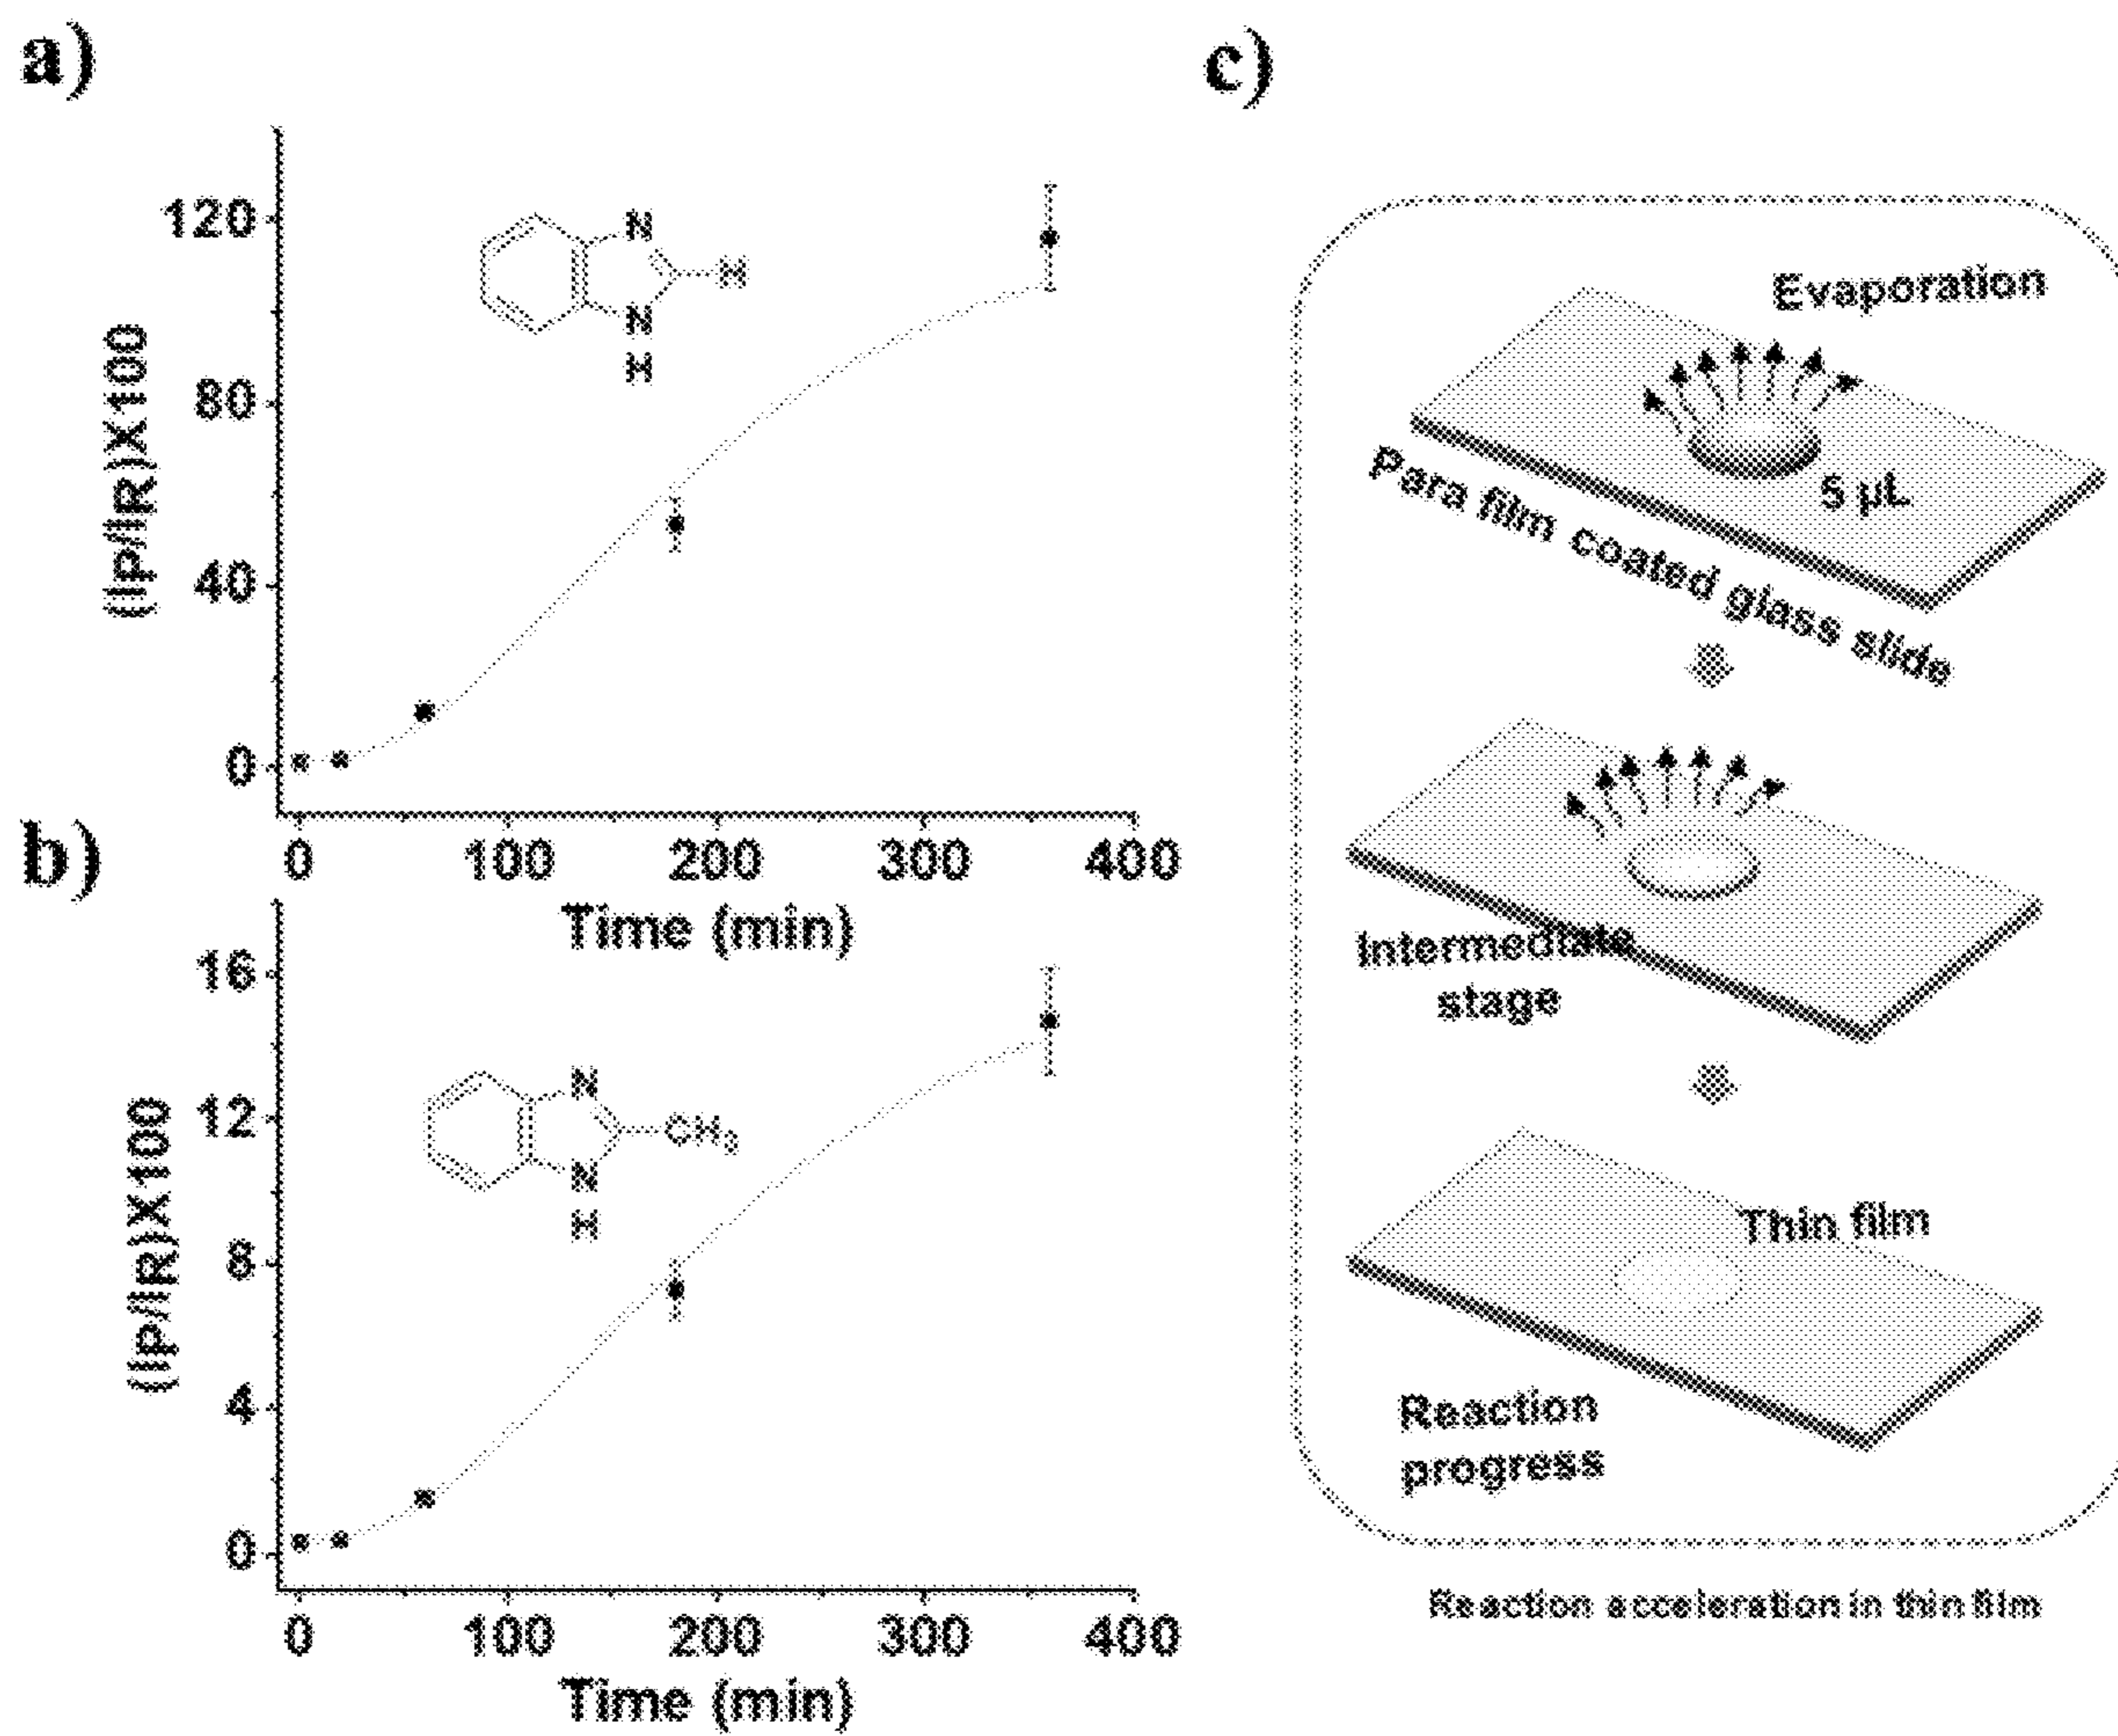 a)
120
80
40
0
(IP/IR)X100
N
H
N
H
0 100 200 300 400
Time (min)
b)
16
12
8
4
0
(IP/IR)X100
N
CH3
N
H
0 100 200 300 400
Time (min)
c)
Evaporation
5 µL
Para film coated glass slide
Intermediate
stage
Thin film
Reaction
progress
Reaction acceleration in thin film